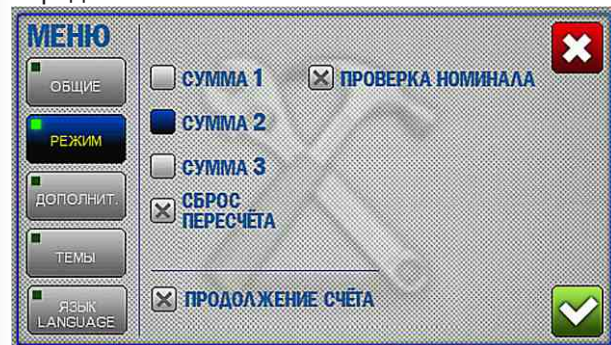 МЕНЮ
ОБЩИЕ
РЕЖИМ
ДОПОЛНИТ.
ТЕМЫ
ЯЗЫК
LANGUAGE
СУММА 1
ПРОВЕРКА НОМИНАЛА
СУММА 2
СУММА 3
СБРОС
ПЕРЕСЧЁТА
ПРОДОЛЖЕНИЕ СЧЁТА